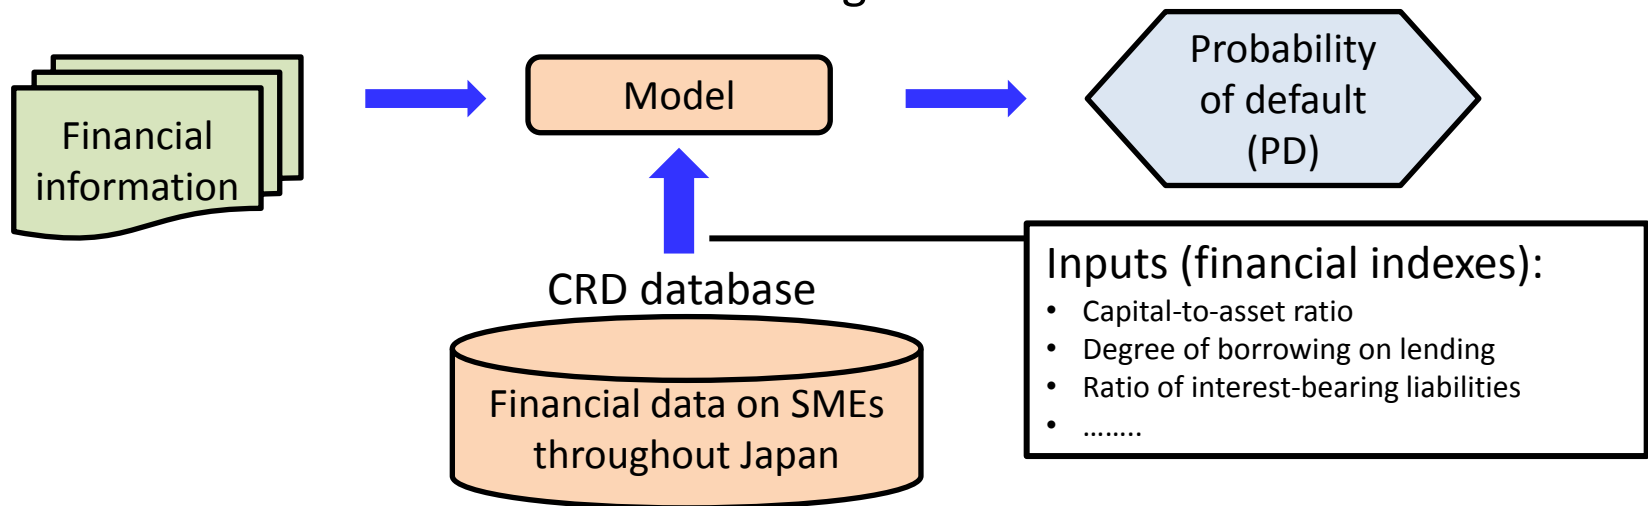 Financial
information
Model
Probability
of default
(PD)
CRD database
Financial data on SMEs
throughout Japan
Inputs (financial indexes):
• Capital-to-asset ratio
• Degree of borrowing on lending
• Ratio of interest-bearing liabilities
• ........